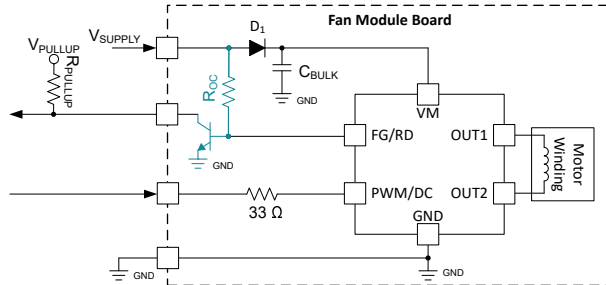 Fan Module Board
V_SUPPLY
D₁
V_PULLUP
R_PULLUP
R_OC
C_BULK
GND
VM
FG/RD
OUT1
GND
Motor
Winding
PWM/DC
OUT2
33 Ω
GND
GND
GND
GND